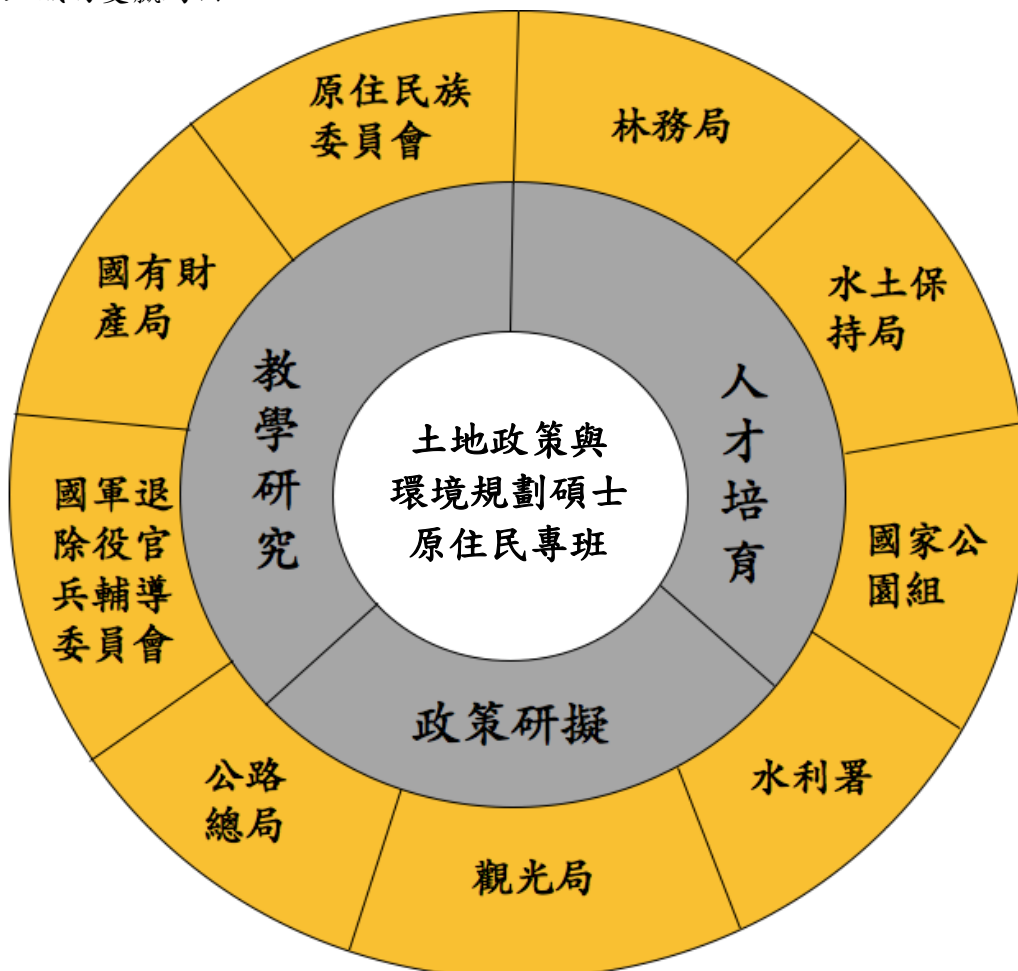 原住民族
委員會
林務局
水土保
持局
國家公
園組
水利署
觀光局
公路
總局
國軍退
除役官
兵輔導
委員會
國有財
產局
教學研究
人才培育
政策研擬
土地政策與
環境規劃碩士
原住民專班